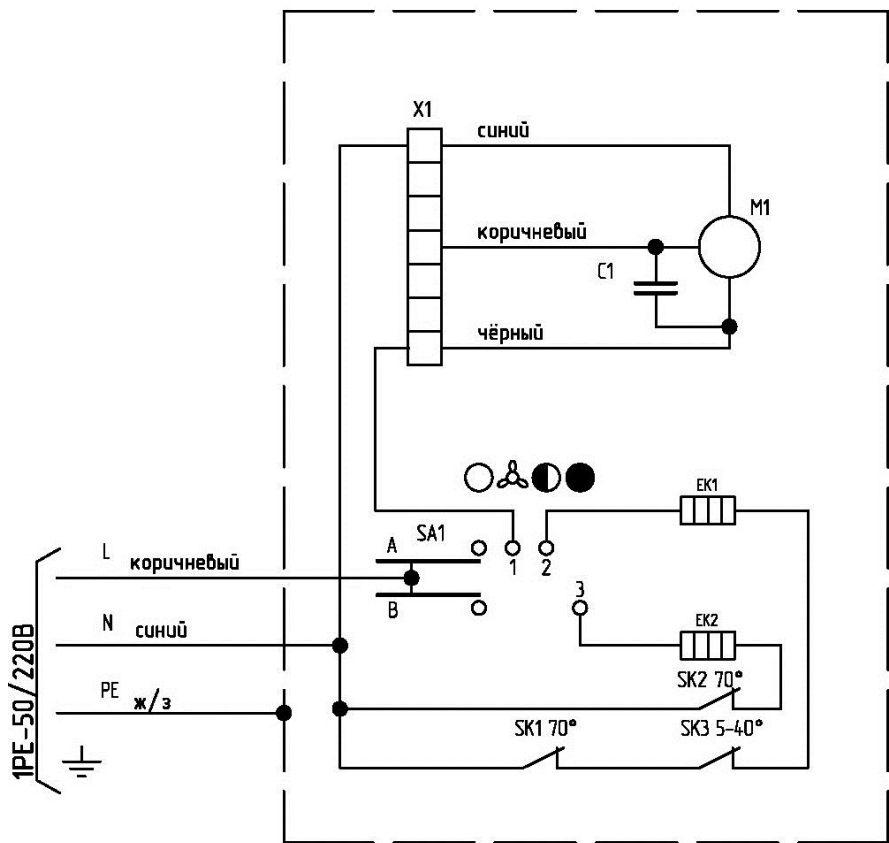 X1
синий
M1
коричневый
C1
чёрный
EK1
SA1
A
1
2
L
коричневый
B
3
N
синий
EK2
SK2 70°
PE
ж/з
SK1 70°
SK3 5-40°
1PE-50/220В